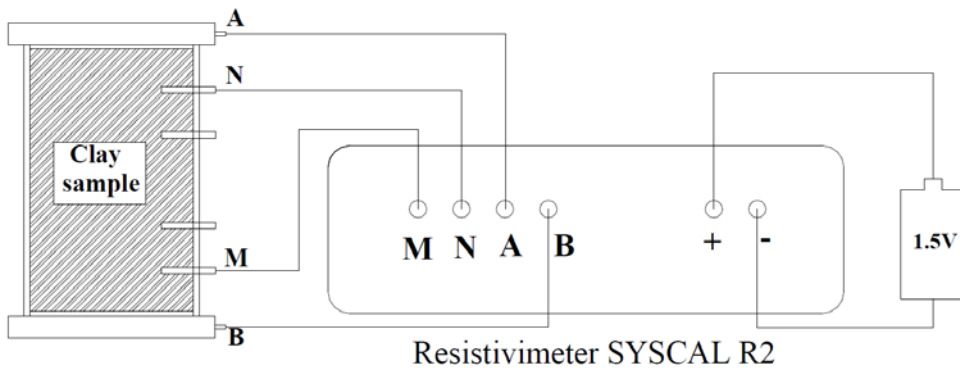 A
N
Clay
sample
M
B
M N A B + -
1.5V
Resistivimeter SYSCAL R2